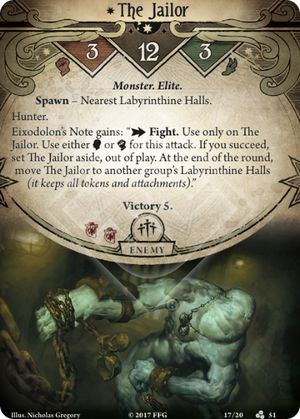 The Jailor
3 12 3
Monster. Elite.
Spawn – Nearest Labyrinthine Halls.
Hunter.
Eixodolon's Note gains: " Fight. Use only on The
Jailor. Use either or for this attack. If you succeed,
set The Jailor aside, out of play. At the end of the round,
move The Jailor to another group's Labyrinthine Halls
(it keeps all tokens and attachments)."
Victory 5.
ENEMY
Illus. Nicholas Gregory © 2017 FFG 17/20 51